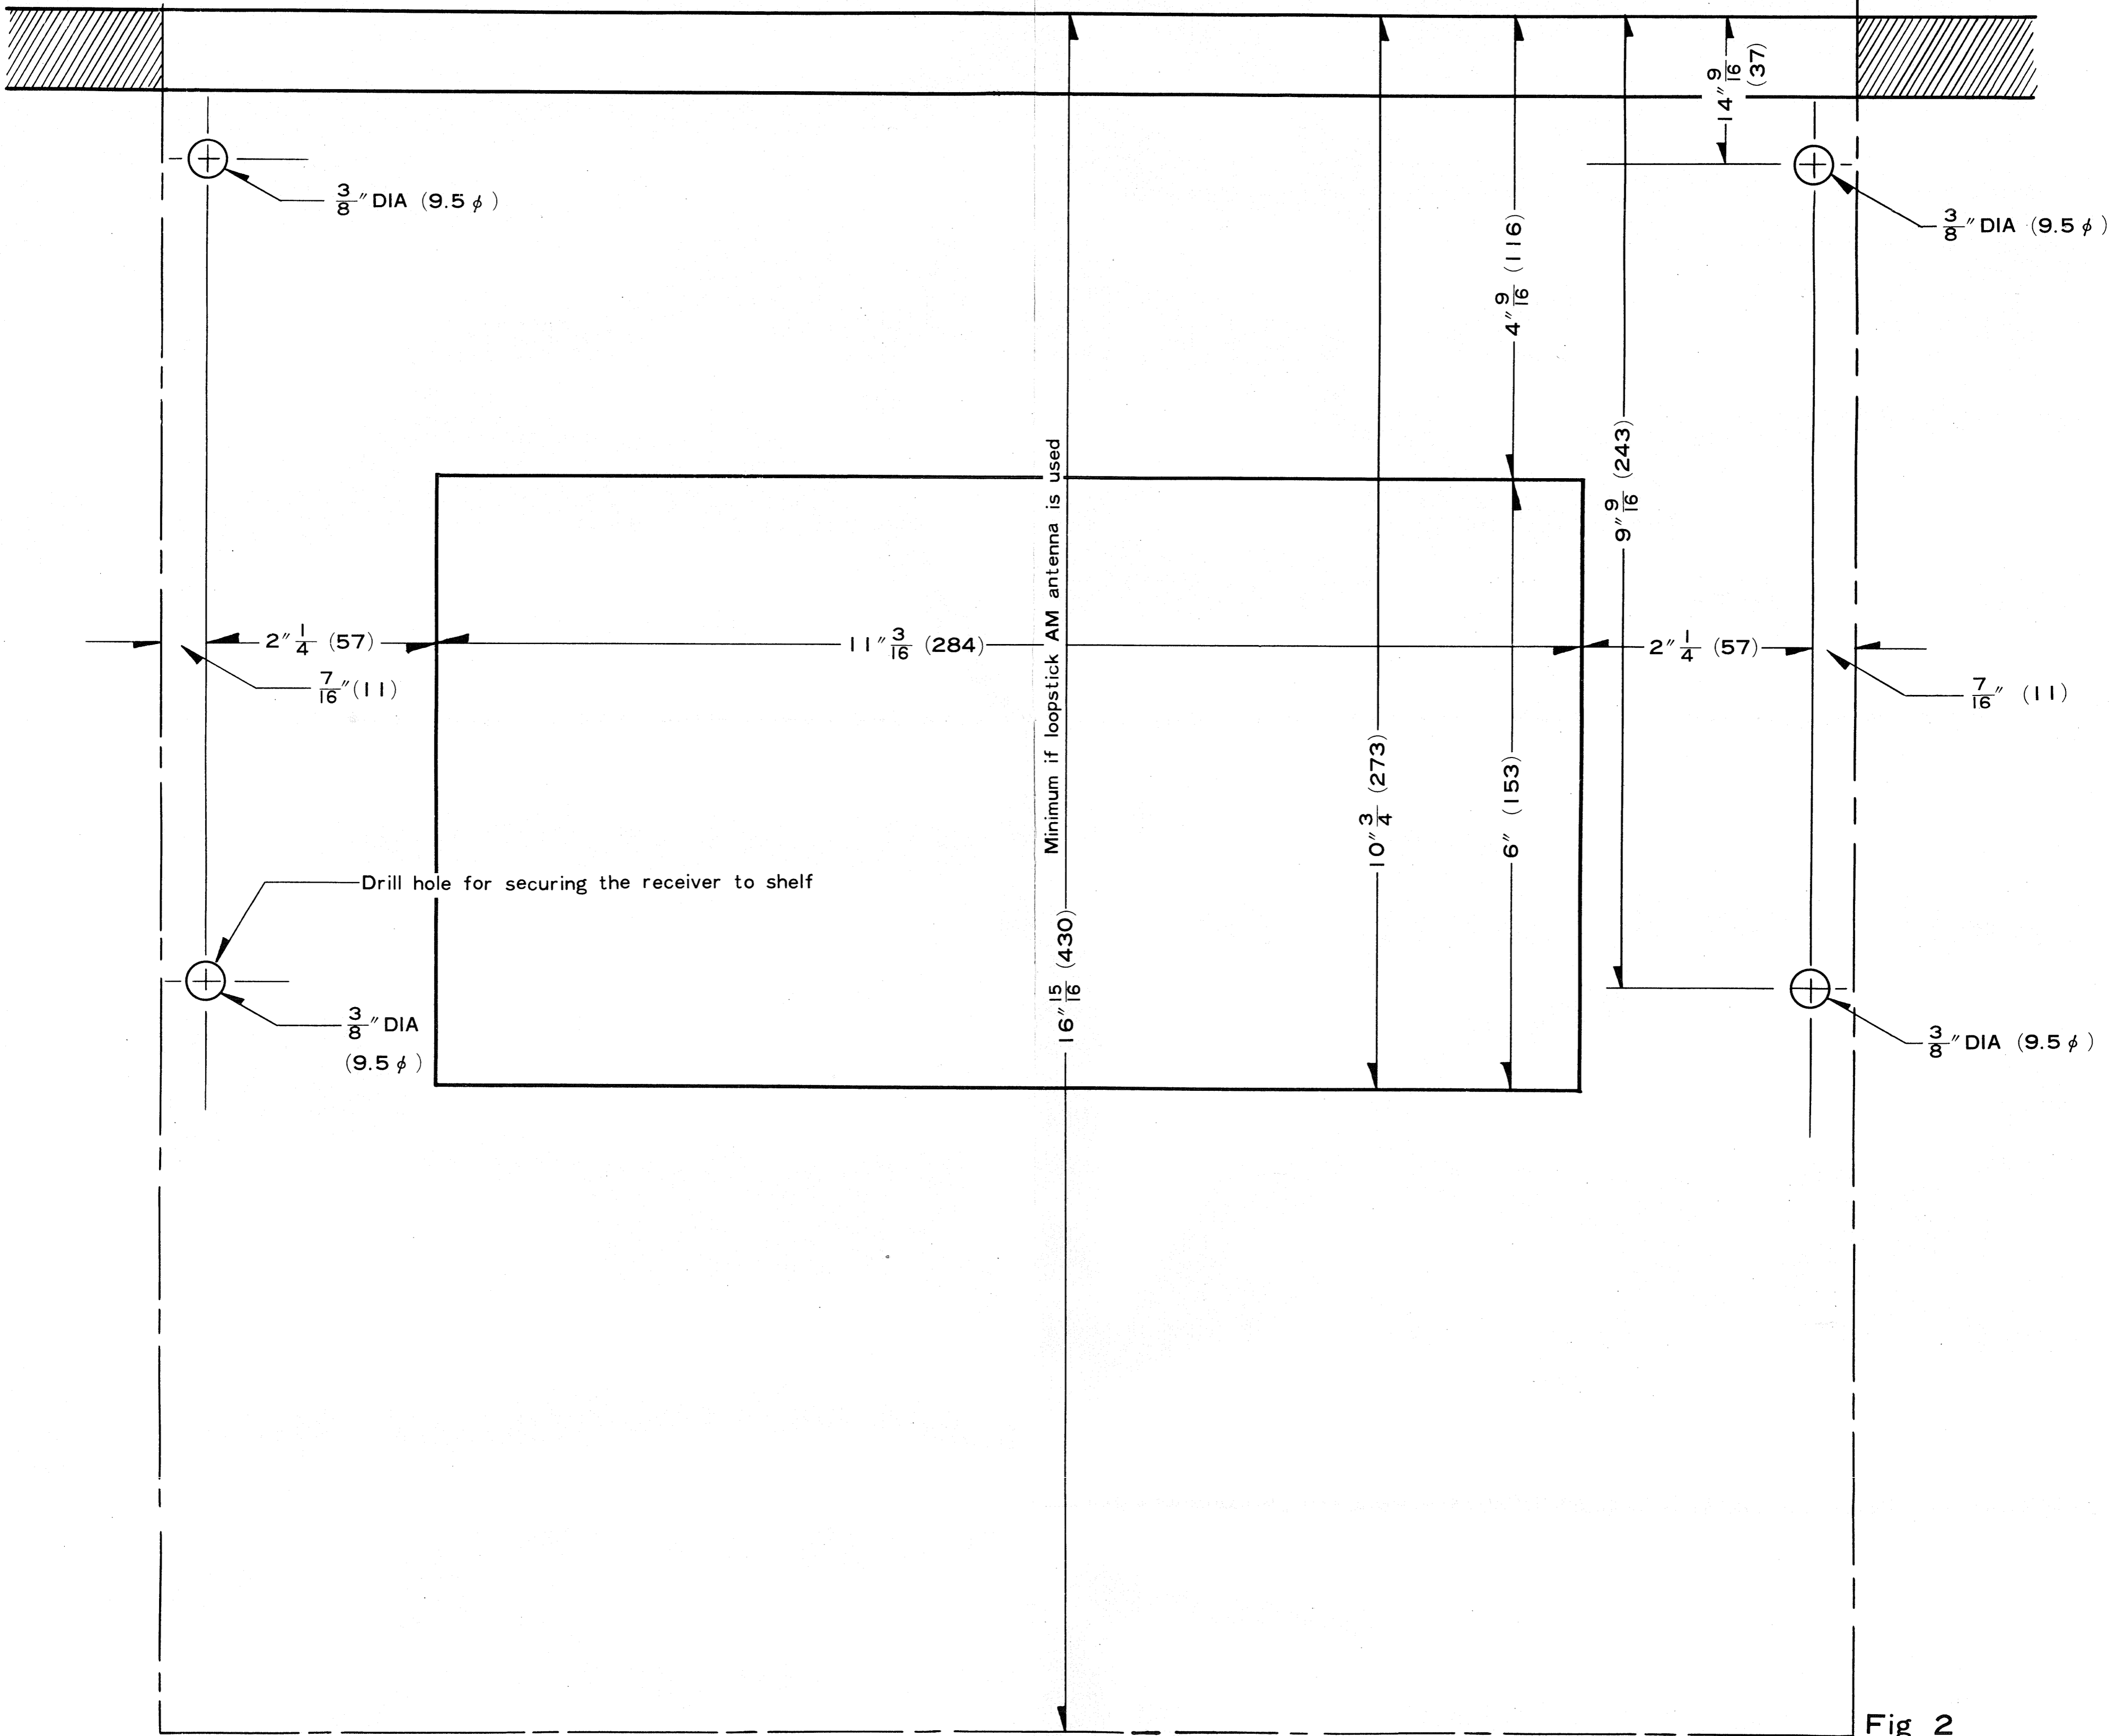 14" 9/16 (37)
3/8" DIA (9.5 ϕ)
3/8" DIA (9.5 ϕ)
4" 9/16 (116)
9" 9/16 (243)
Minimum if loopstick AM antenna is used
2" 1/4 (57)
11" 3/16 (284)
2" 1/4 (57)
7/16" (11)
7/16" (11)
10" 3/4 (273)
6" (153)
Drill hole for securing the receiver to shelf
16" 15/16 (430)
3/8" DIA
(9.5 ϕ)
3/8" DIA (9.5 ϕ)
Fig 2